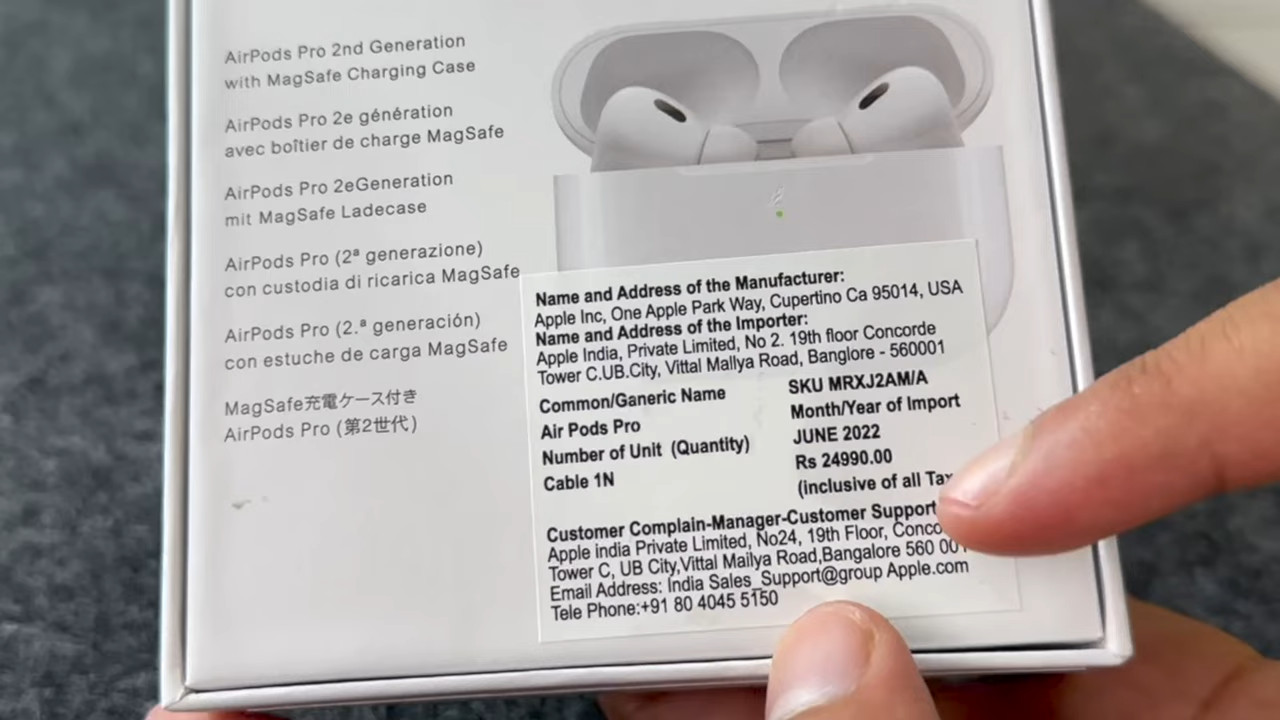 AirPods Pro 2nd Generation
with MagSafe Charging Case
AirPods Pro 2e génération
avec boîtier de charge MagSafe
AirPods Pro 2eGeneration
mit MagSafe Ladecase
AirPods Pro (2ª generazione)
con custodia di ricarica MagSafe
AirPods Pro (2.ª generación)
con estuche de carga MagSafe
MagSafe充電ケース付き
AirPods Pro (第2世代)
Name and Address of the Manufacturer:
Apple Inc, One Apple Park Way, Cupertino Ca 95014, USA
Name and Address of the Importer:
Apple India, Private Limited, No 2. 19th floor Concorde
Tower C.UB.City, Vittal Mallya Road, Banglore - 560001
Common/Ganeric Name
Air Pods Pro
Number of Unit (Quantity)
Cable 1N
SKU MRXJ2AM/A
Month/Year of Import
JUNE 2022
Rs 24990.00
(inclusive of all
Customer Complain-Manager-Customer Support
Apple india Private Limited, No24, 19th Floor,
Tower C, UB City,Vittal Mailya Road,Bangalore 560
Email Address: India Sales_Support@group Apple.com
Tele Phone:+91 80 4045 5150